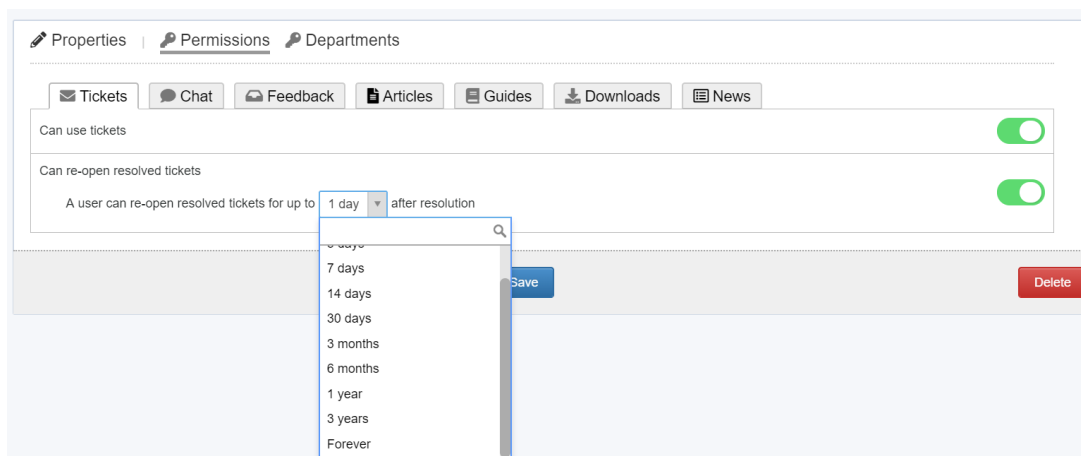 Properties | Permissions Departments
Tickets Chat Feedback Articles Guides Downloads News
Can use tickets
Can re-open resolved tickets
A user can re-open resolved tickets for up to 1 day after resolution
days
7 days
14 days
Save Delete
30 days
3 months
6 months
1 year
3 years
Forever